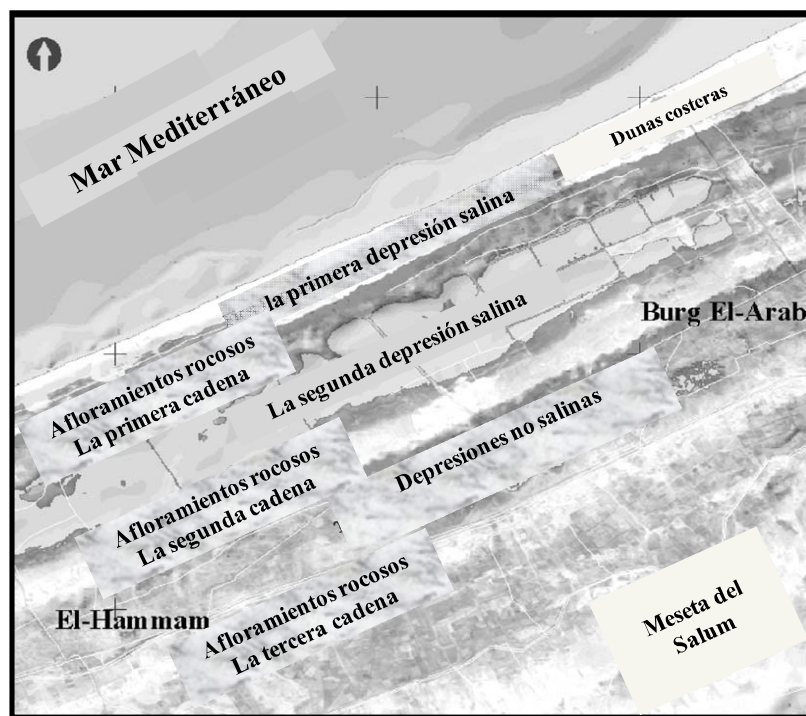 Mar Mediterráneo
Dunas costeras
la primera depresión salina
Burg El-Arab
La segunda depresión salina
Afloramientos rocosos
La primera cadena
Depresiones no salinas
Afloramientos rocosos
La segunda cadena
El-Hammam
Afloramientos rocosos
La tercera cadena
Meseta del
Salum